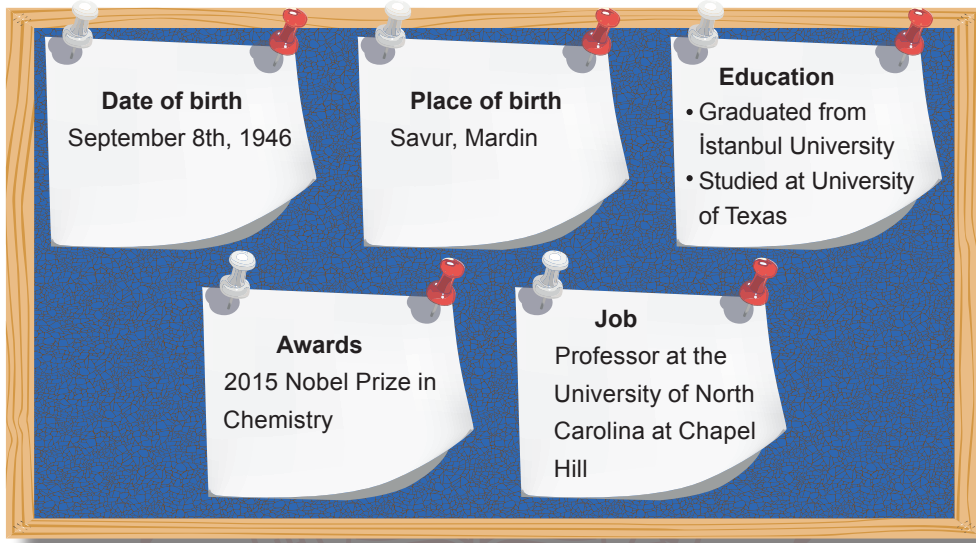 Date of birth
September 8th, 1946
Place of birth
Savur, Mardin
Education
• Graduated from
İstanbul University
• Studied at University
of Texas
Awards
2015 Nobel Prize in
Chemistry
Job
Professor at the
University of North
Carolina at Chapel
Hill